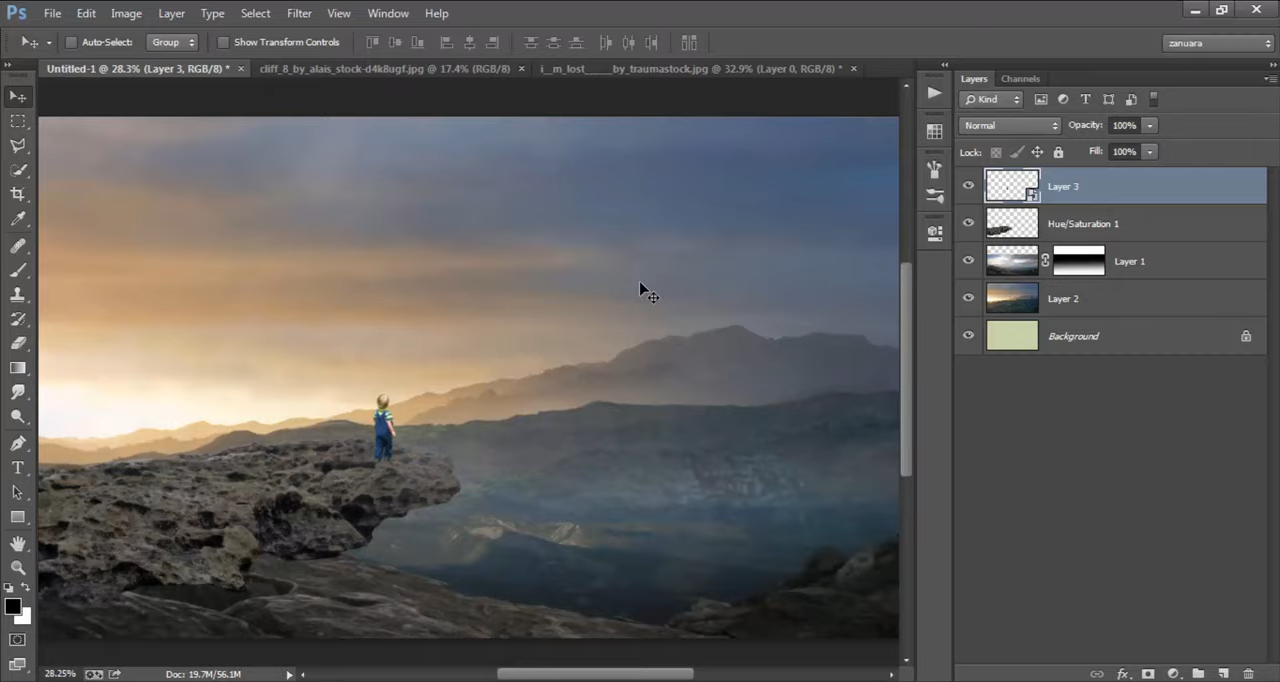 Ps File Edit Image Layer Type Select Filter View Window Help
Auto-Select: Group Show Transform Controls zanuara
Untitled-1 @ 28.3% (Layer 3, RGB/8) * cliff_8_by_alais_stock-d4k8ugf.jpg @ 17.4% (RGB/8) i__m_lost_____by_traumastock.jpg @ 32.9% (Layer 0, RGB/8) *
Layers Channels
Kind
Normal Opacity: 100%
Lock: Fill: 100%
Layer 3
Hue/Saturation 1
Layer 1
Layer 2
Background
28.25% Doc: 19.7M/56.1M